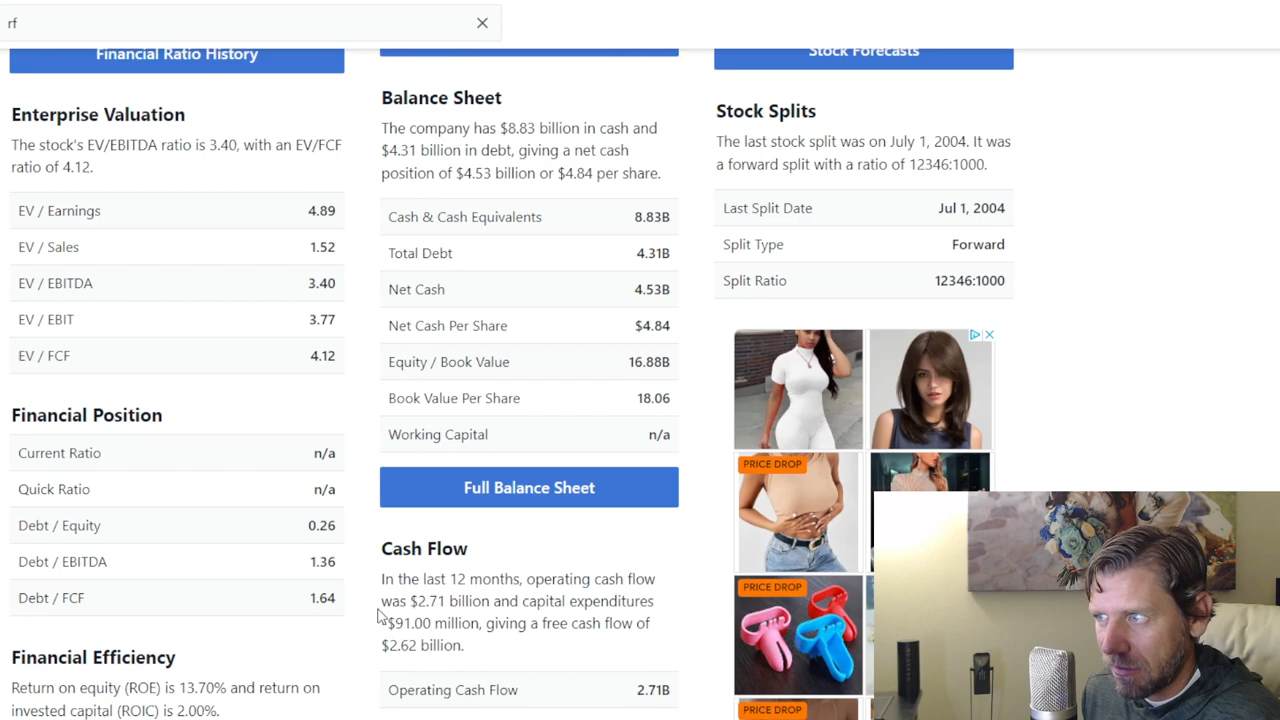 rf
Financial Ratio History
Enterprise Valuation
The stock's EV/EBITDA ratio is 3.40, with an EV/FCF
ratio of 4.12.
EV / Earnings 4.89
EV / Sales 1.52
EV / EBITDA 3.40
EV / EBIT 3.77
EV / FCF 4.12
Financial Position
Current Ratio n/a
Quick Ratio n/a
Debt / Equity 0.26
Debt / EBITDA 1.36
Debt / FCF 1.64
Financial Efficiency
Return on equity (ROE) is 13.70% and return on
invested capital (ROIC) is 2.00%.
Balance Sheet
The company has $8.83 billion in cash and
$4.31 billion in debt, giving a net cash
position of $4.53 billion or $4.84 per share.
Cash & Cash Equivalents 8.83B
Total Debt 4.31B
Net Cash 4.53B
Net Cash Per Share $4.84
Equity / Book Value 16.88B
Book Value Per Share 18.06
Working Capital n/a
Full Balance Sheet
Cash Flow
In the last 12 months, operating cash flow
was $2.71 billion and capital expenditures
-$91.00 million, giving a free cash flow of
$2.62 billion.
Operating Cash Flow 2.71B
Stock Forecasts
Stock Splits
The last stock split was on July 1, 2004. It was
a forward split with a ratio of 12346:1000.
Last Split Date Jul 1, 2004
Split Type Forward
Split Ratio 12346:1000
PRICE DROP
PRICE DROP
PRICE DROP